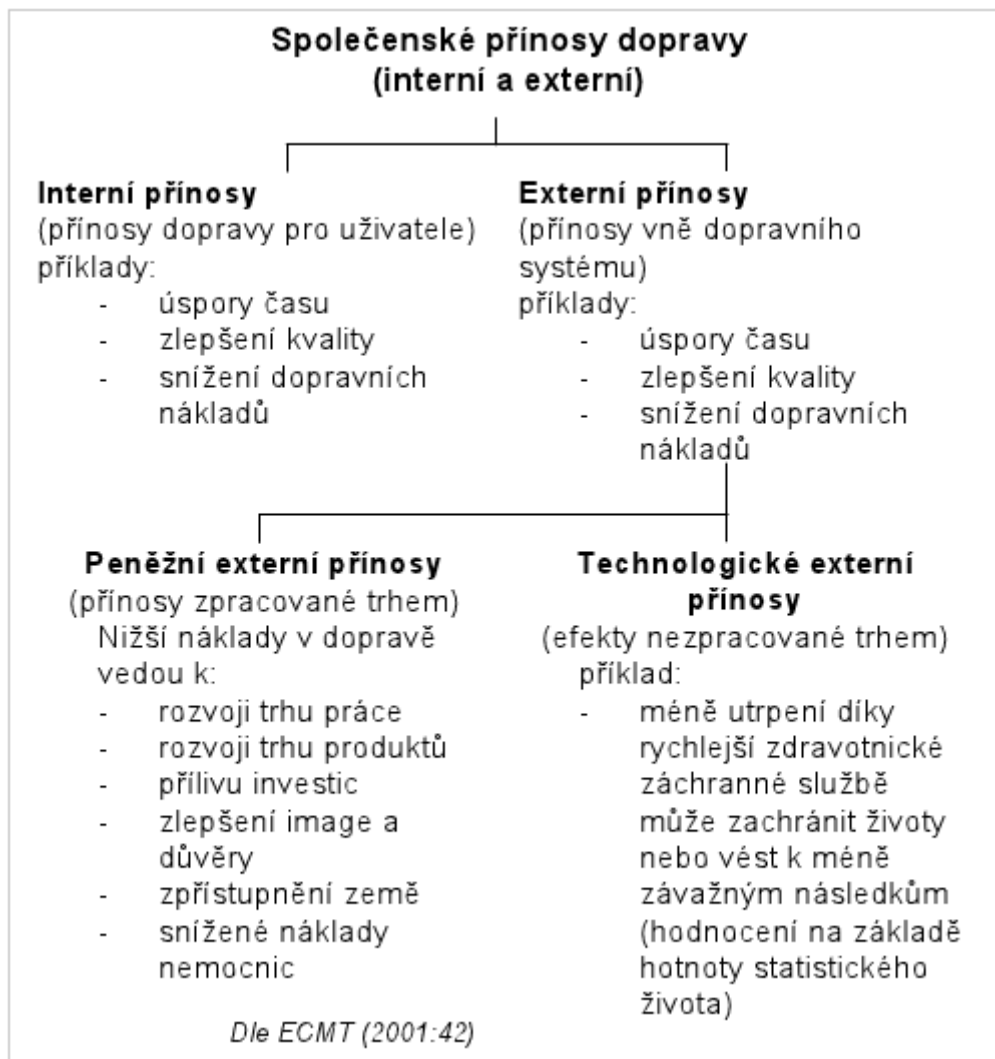 Společenské přínosy dopravy
(interní a externí)
Interní přínosy
(přínosy dopravy pro uživatele)
příklady:
- úspory času
- zlepšení kvality
- snížení dopravních
nákladů
Externí přínosy
(přínosy vně dopravního
systému)
příklady:
- úspory času
- zlepšení kvality
- snížení dopravních
nákladů
Peněžní externí přínosy
(přínosy zpracované trhem)
Nižší náklady v dopravě
vedou k:
- rozvoji trhu práce
- rozvoji trhu produktů
- přílivu investic
- zlepšení image a
důvěry
- zpřístupnění země
- snížené náklady
nemocnic
Dle ECMT (2001:42)
Technologické externí
přínosy
(efekty nezpracované trhem)
příklad:
- méně utrpení díky
rychlejší zdravotnické
záchranné službě
může zachránit životy
nebo vést k méně
závažným následkům
(hodnocení na základě
hotnoty statistického
života)